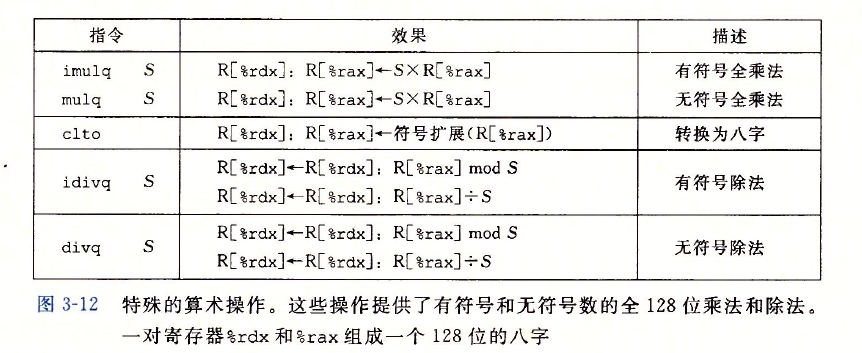 指令 效果 描述
imulq S R[%rdx]: R[%rax]←S×R[%rax] 有符号全乘法
mulq S R[%rdx]: R[%rax]←S×R[%rax] 无符号全乘法
clto R[%rdx]: R[%rax]←符号扩展(R[%rax]) 转换为八字
R[%rdx]←R[%rdx]: R[%rax] mod S
idivq S 有符号除法
R[%rdx]←R[%rdx]: R[%rax]÷S
R[%rdx]←R[%rdx]: R[%rax] mod S
divq S 无符号除法
R[%rdx]←R[%rdx]: R[%rax]÷S
图 3-12 特殊的算术操作。这些操作提供了有符号和无符号数的全 128 位乘法和除法。
一对寄存器%rdx 和%rax 组成一个 128 位的八字